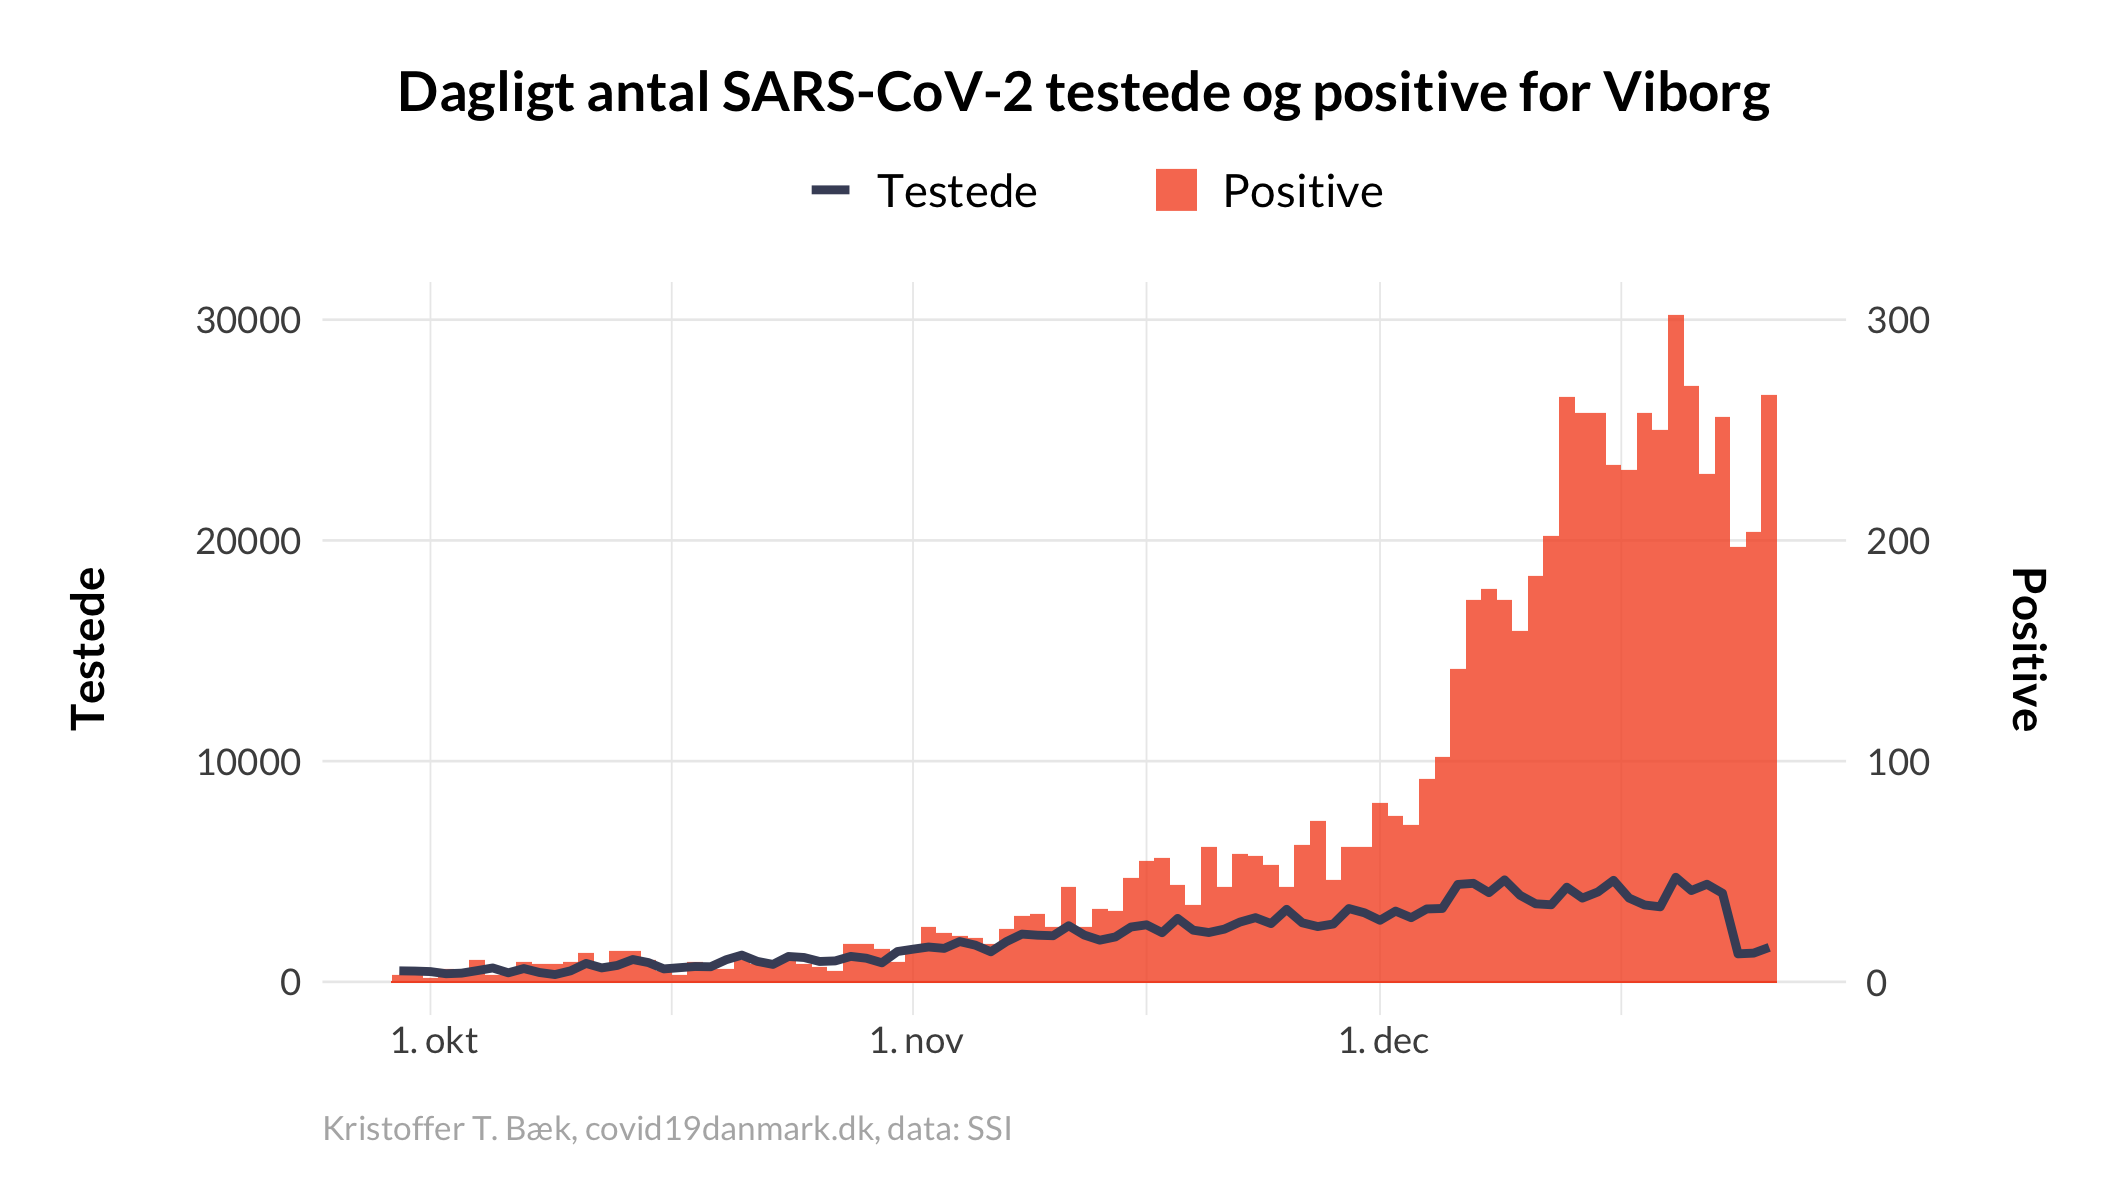 Dagligt antal SARS-CoV-2 testede og positive for Viborg
Testede
Positive
30000
20000
10000
0
Testede
300
200
100
0
Positive
1. okt
1. nov
1. dec
Kristoffer T. Bæk, covid19danmark.dk, data: SSI